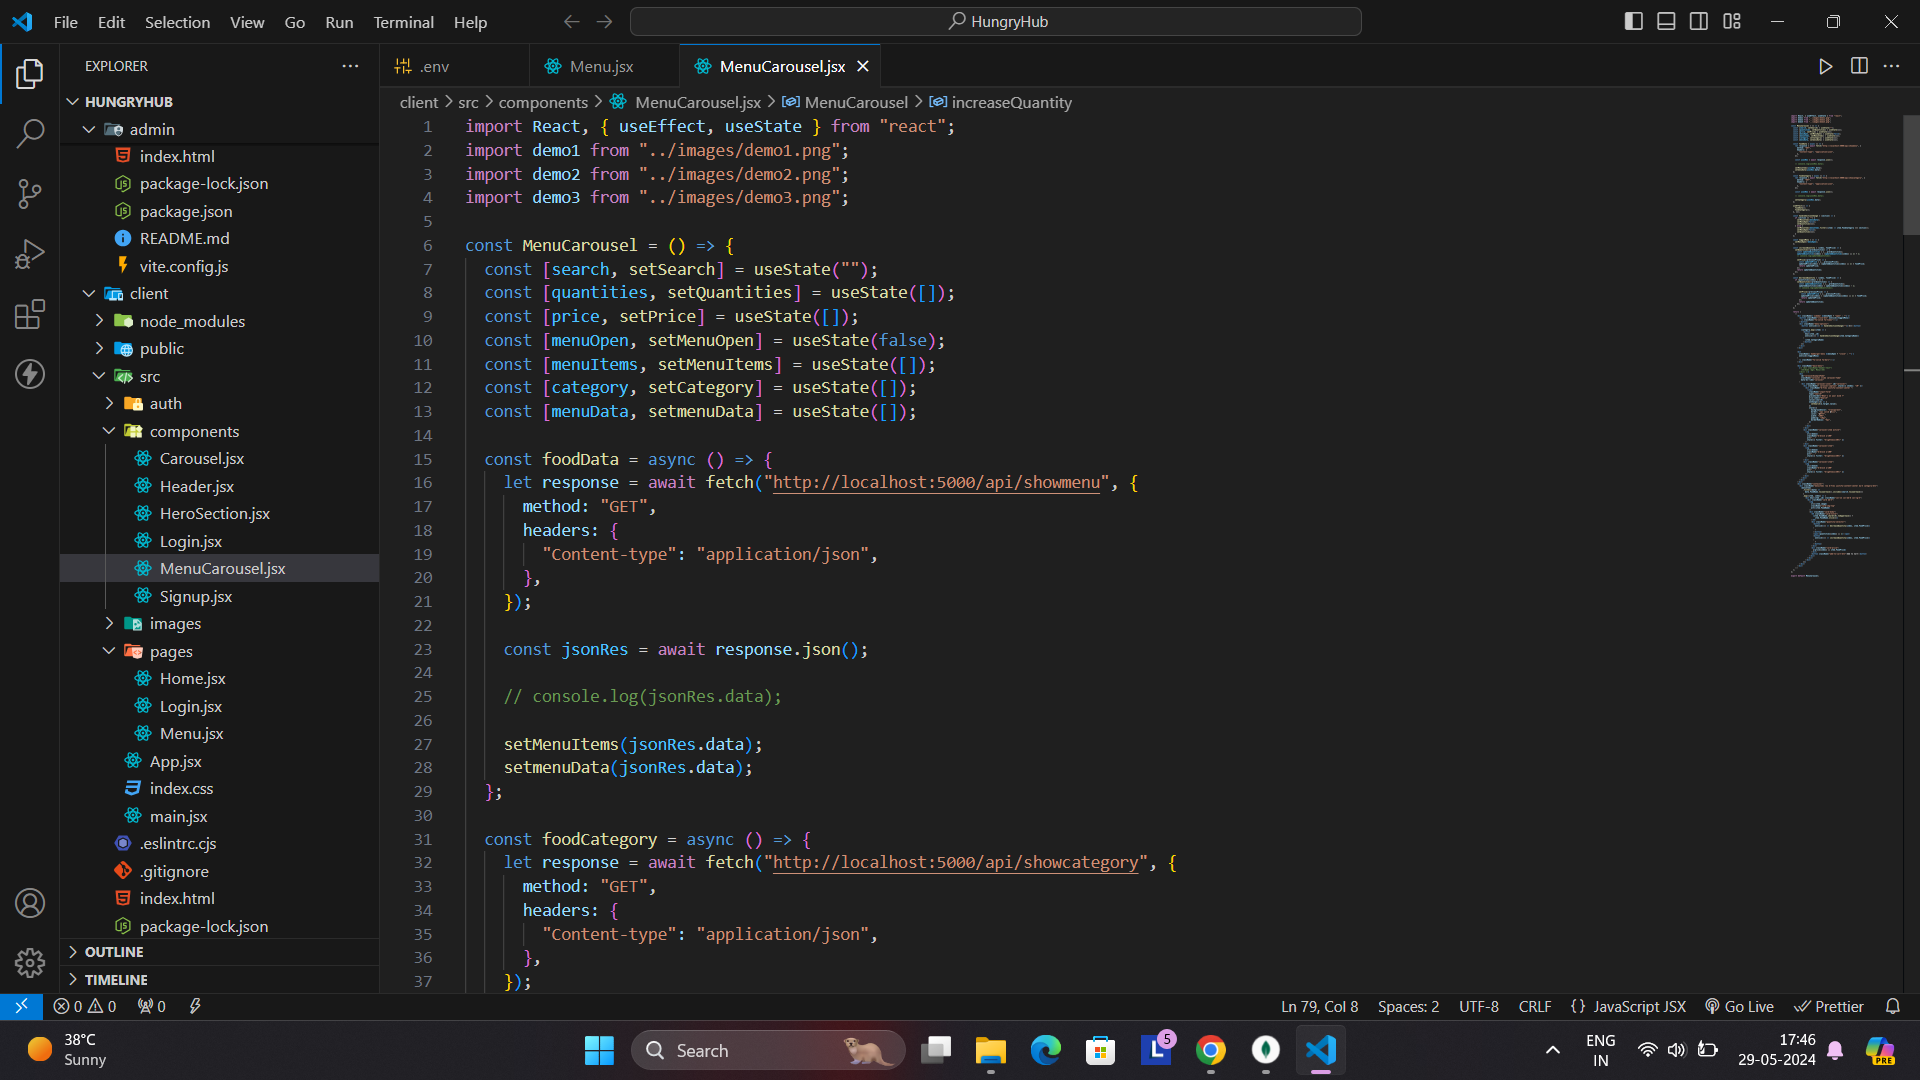 File Edit Selection View Go Run Terminal Help
HungryHub
EXPLORER
.env
Menu.jsx
MenuCarousel.jsx
HUNGRYHUB
admin
index.html
package-lock.json
package.json
README.md
vite.config.js
client
node_modules
public
src
auth
components
Carousel.jsx
Header.jsx
HeroSection.jsx
Login.jsx
MenuCarousel.jsx
Signup.jsx
images
pages
Home.jsx
Login.jsx
Menu.jsx
App.jsx
index.css
main.jsx
.eslintrc.cjs
.gitignore
index.html
package-lock.json
OUTLINE
TIMELINE
client > src > components > MenuCarousel.jsx > MenuCarousel > increaseQuantity
1 import React, { useEffect, useState } from "react";
2 import demo1 from "../images/demo1.png";
3 import demo2 from "../images/demo2.png";
4 import demo3 from "../images/demo3.png";
5
6 const MenuCarousel = () => {
7 const [search, setSearch] = useState("");
8 const [quantities, setQuantities] = useState([]);
9 const [price, setPrice] = useState([]);
10 const [menuOpen, setMenuOpen] = useState(false);
11 const [menuItems, setMenuItems] = useState([]);
12 const [category, setCategory] = useState([]);
13 const [menuData, setmenuData] = useState([]);
14
15 const foodData = async () => {
16 let response = await fetch("http://localhost:5000/api/showmenu", {
17 method: "GET",
18 headers: {
19 "Content-type": "application/json",
20 },
21 });
22
23 const jsonRes = await response.json();
24
25 // console.log(jsonRes.data);
26
27 setMenuItems(jsonRes.data);
28 setmenuData(jsonRes.data);
29 };
30
31 const foodCategory = async () => {
32 let response = await fetch("http://localhost:5000/api/showcategory", {
33 method: "GET",
34 headers: {
35 "Content-type": "application/json",
36 },
37 });
0 0 0
Ln 79, Col 8 Spaces: 2 UTF-8 CRLF {} JavaScript JSX Go Live Prettier
38°C
Sunny
Search
L
5
ENG
IN
17:46
29-05-2024
PRE